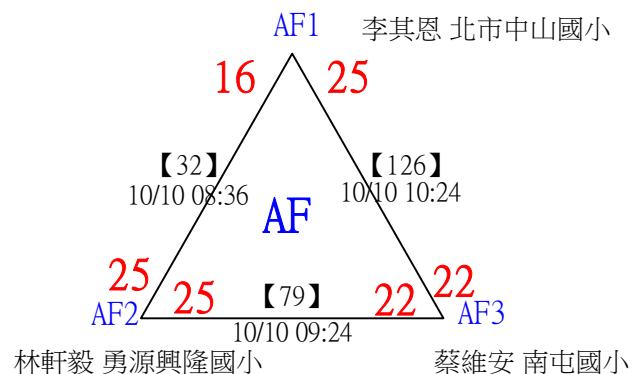 AF1 李其恩 北市中山國小
16 25
【32】 【126】
10/10 08:36 10/10 10:24
AF
25 22
AF2 25 【79】 22 AF3
10/10 09:24
林軒毅 勇源興隆國小 蔡維安 南屯國小